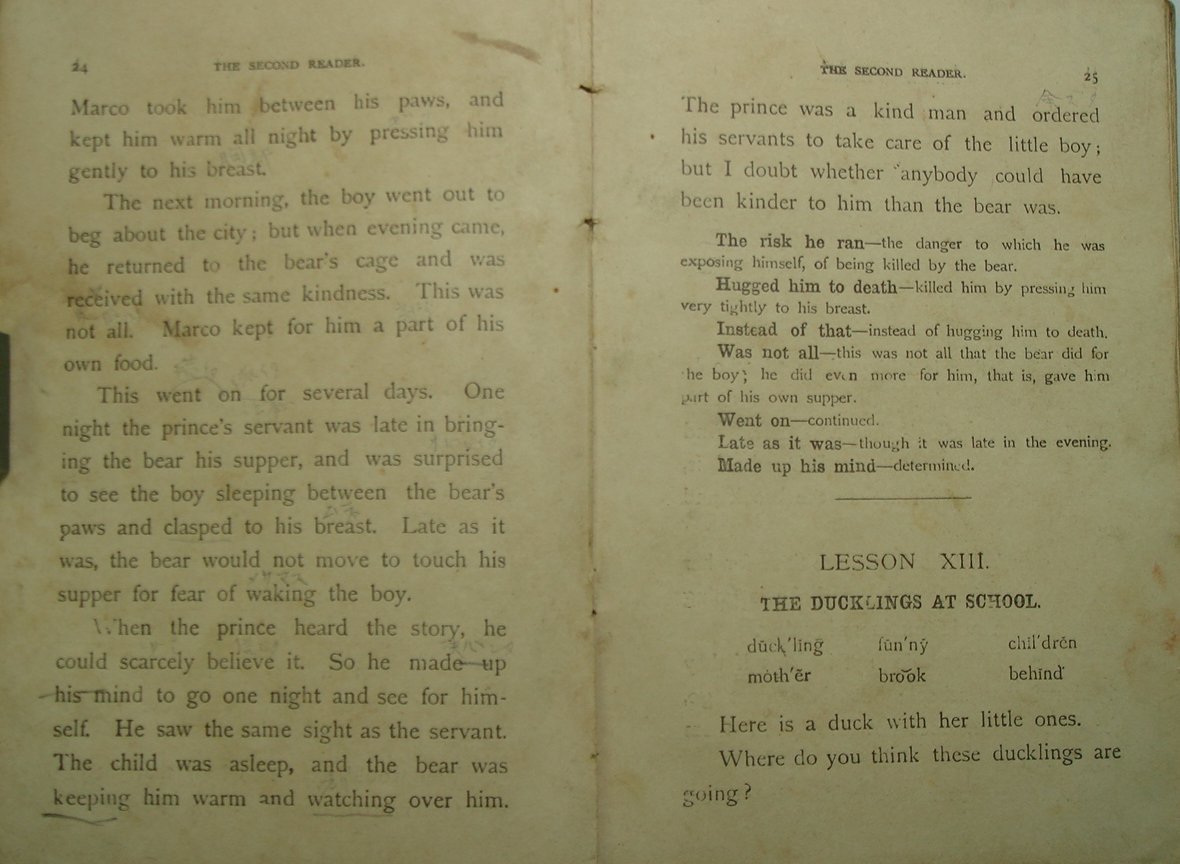 24
THE SECOND READER.
Marco took him between his paws, and
kept him warm all night by pressing him
gently to his breast.
The next morning, the boy went out to
beg about the city; but when evening came,
he returned to the bear's cage and was
received with the same kindness. This was
not all. Marco kept for him a part of his
own food.
This went on for several days. One
night the prince's servant was late in bring-
ing the bear his supper, and was surprised
to see the boy sleeping between the bear's
paws and clasped to his breast. Late as it
was, the bear would not move to touch his
supper for fear of waking the boy.
When the prince heard the story, he
could scarcely believe it. So he made up
his mind to go one night and see for him-
self. He saw the same sight as the servant.
The child was asleep, and the bear was
keeping him warm and watching over him.
THE SECOND READER.
25
The prince was a kind man and ordered
his servants to take care of the little boy;
but I doubt whether anybody could have
been kinder to him than the bear was.
The risk he ran—the danger to which he was
exposing himself, of being killed by the bear.
Hugged him to death—killed him by pressing him
very tightly to his breast.
Instead of that—instead of hugging him to death.
Was not all—this was not all that the bear did for
he boy; he did even more for him, that is, gave him
part of his own supper.
Went on—continued.
Late as it was—though it was late in the evening.
Made up his mind—determined.
LESSON XIII.
THE DUCKLINGS AT SCHOOL.
dŭck'lĭng fŭn'nў chĭl'drĕn
moth'ẽr bro͝ok behīnd'
Here is a duck with her little ones.
Where do you think these ducklings are
going?